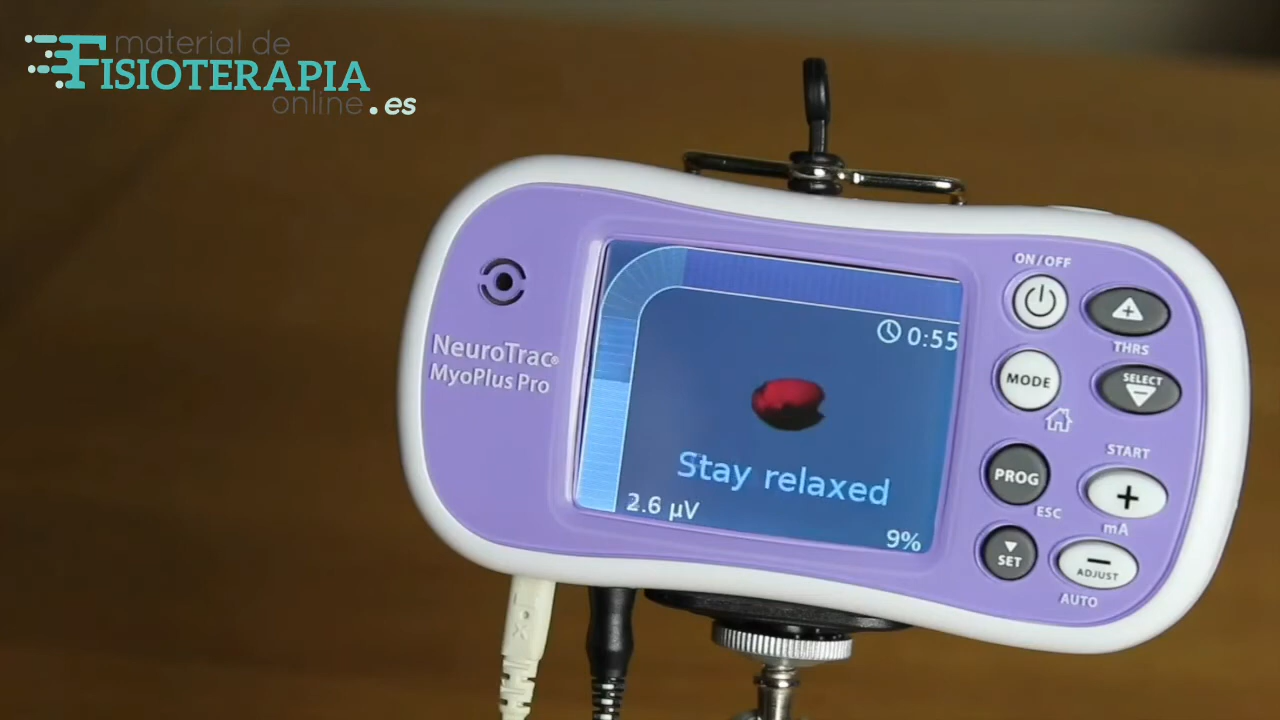 material de
FISIOTERAPIA
online.es
NeuroTrac®
MyoPlus Pro
0:55
Stay relaxed
2.6 µV
9%
ON/OFF
THRS
MODE
SELECT
START
PROG
ESC
mA
SET
ADJUST
AUTO